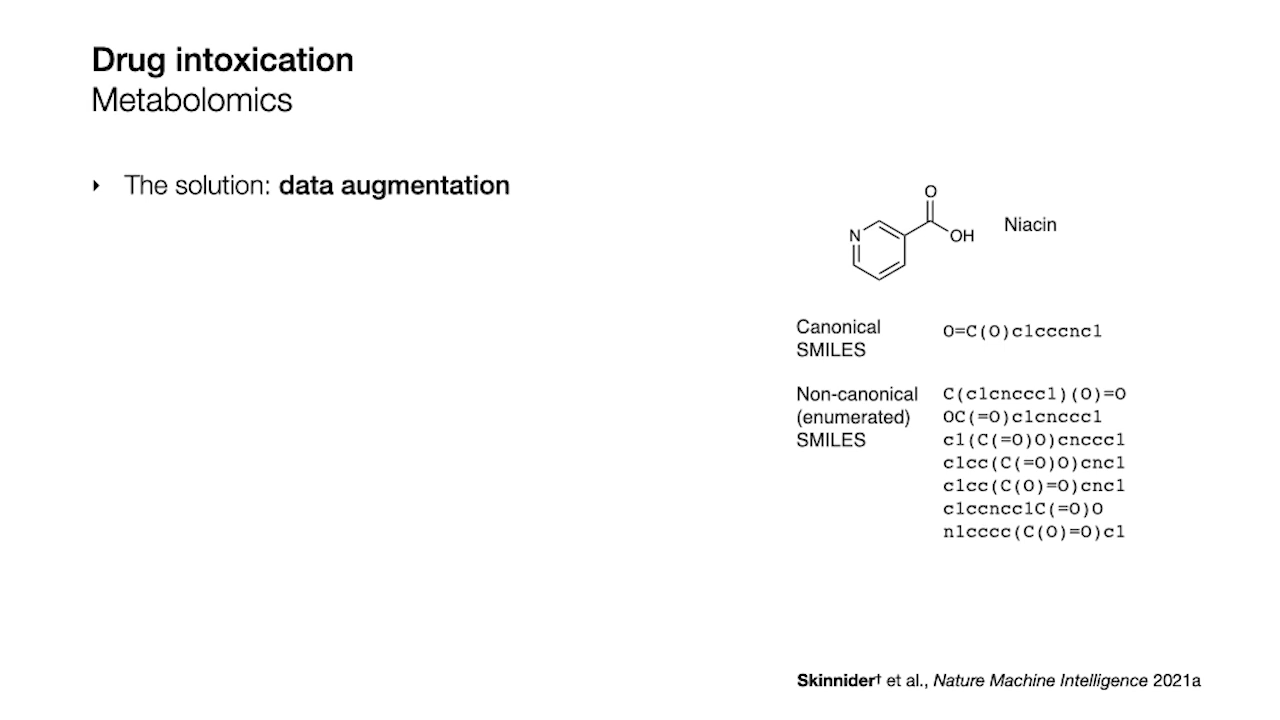 Drug intoxication
Metabolomics
‣ The solution: data augmentation
O
N
OH
Niacin
Canonical
SMILES
O=C(O)c1cccnc1
Non-canonical
(enumerated)
SMILES
C(c1cnccc1)(O)=O
OC(=O)c1cnccc1
c1(C(=O)O)cnccc1
c1cc(C(=O)O)cnc1
c1cc(C(O)=O)cnc1
c1ccncc1C(=O)O
n1cccc(C(O)=O)c1
Skinnider† et al., Nature Machine Intelligence 2021a